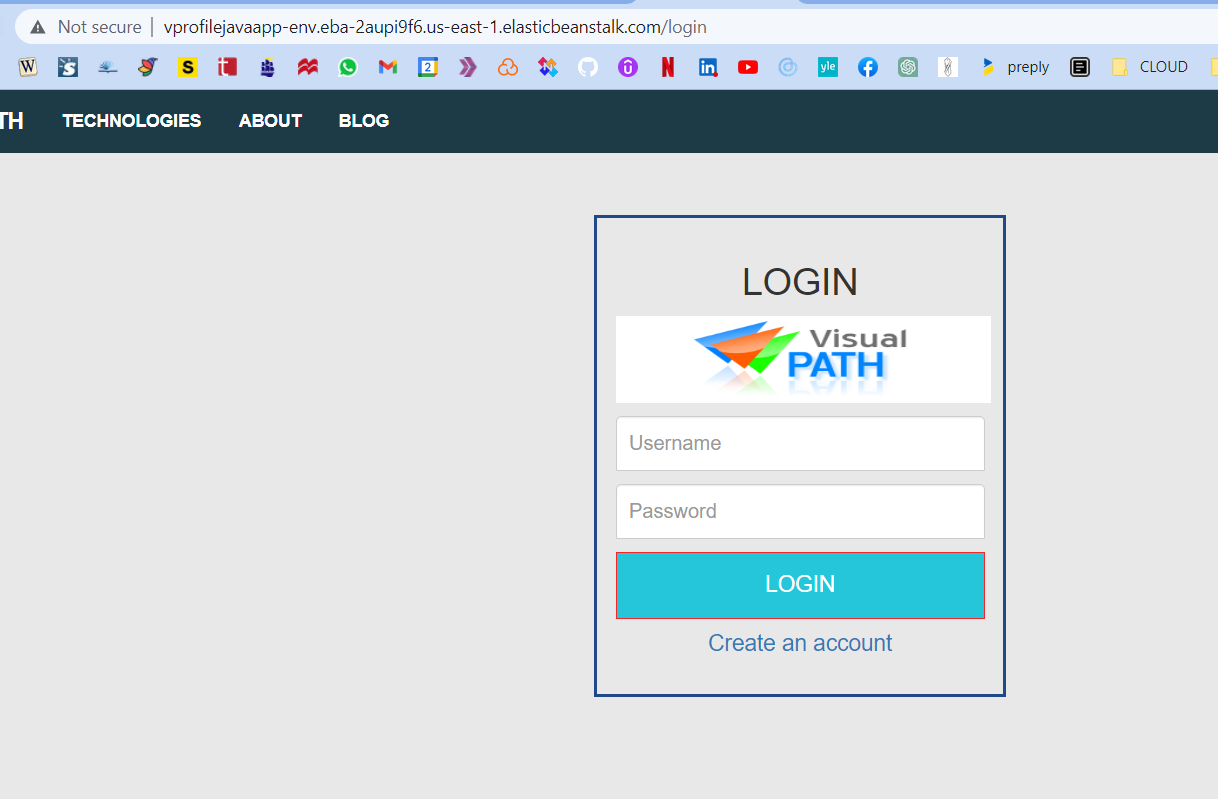 Not secure | vprofilejavaapp-env.eba-2aupi9f6.us-east-1.elasticbeanstalk.com/login
W S S 2 N in yle preply CLOUD
TH TECHNOLOGIES ABOUT BLOG
LOGIN
Visual
PATH
Username
Password
LOGIN
Create an account